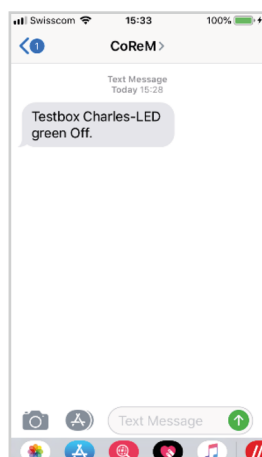 Swisscom 15:33 100%
1 CoReM >
Text Message
Today 15:28
Testbox Charles-LED
green Off.
Text Message